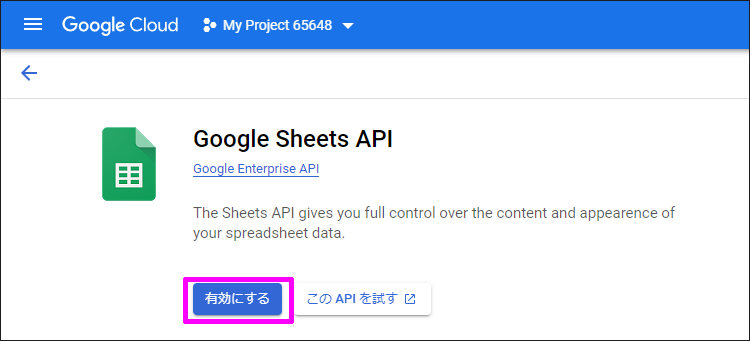 Google Cloud
My Project 65648
Google Sheets API
Google Enterprise API
The Sheets API gives you full control over the content and appearence of
your spreadsheet data.
有効にする
この API を試す